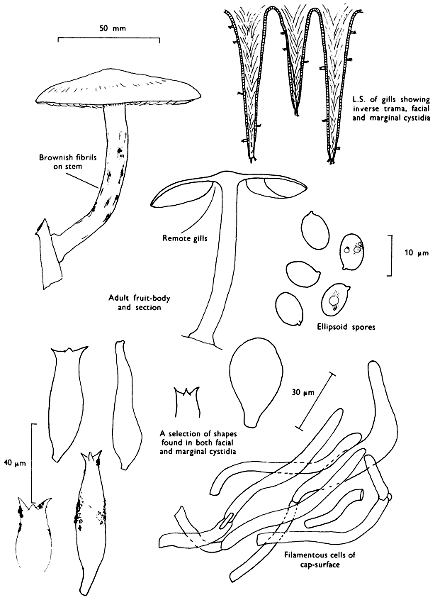 50 mm
L.S. of gills showing
inverse trama, facial
and marginal cystidia
Brownish fibrils
on stem
Remote gills
10 µm
Adult fruit-body
and section
Ellipsoid spores
30 µm
A selection of shapes
found in both facial
and marginal cystidia
40 µm
Filamentous cells of
cap-surface